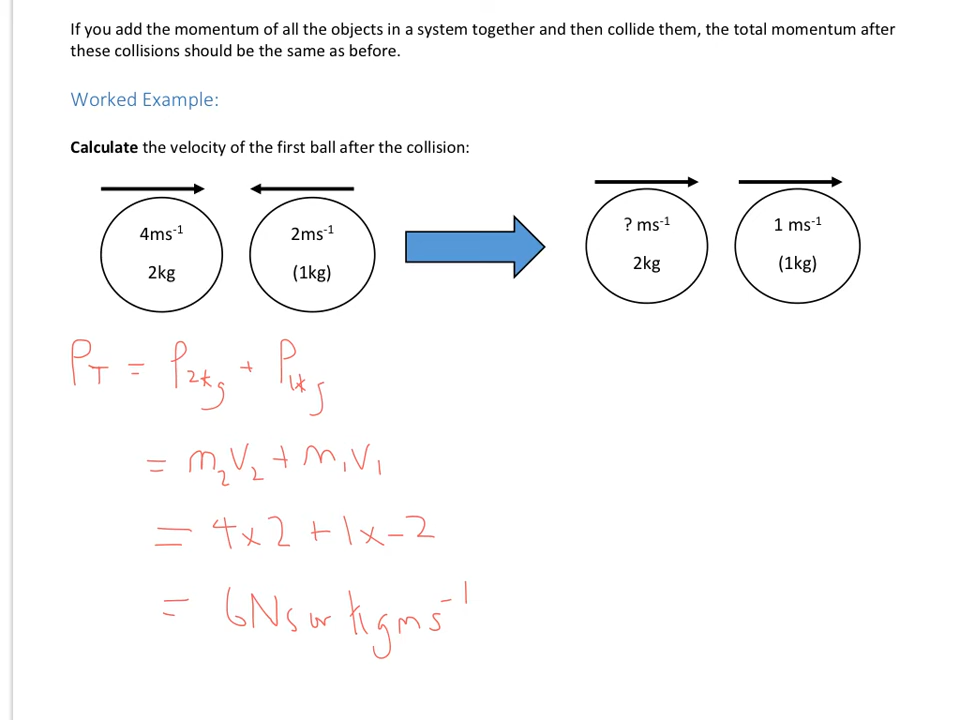 If you add the momentum of all the objects in a system together and then collide them, the total momentum after
these collisions should be the same as before.
Worked Example:
Calculate the velocity of the first ball after the collision:
4ms⁻¹
2kg
2ms⁻¹
(1kg)
? ms⁻¹
2kg
1 ms⁻¹
(1kg)
P_T = P_2kg + P_1kg
= m₂V₂ + m₁V₁
= 4x2 + 1x-2
= 6Ns or kgms⁻¹